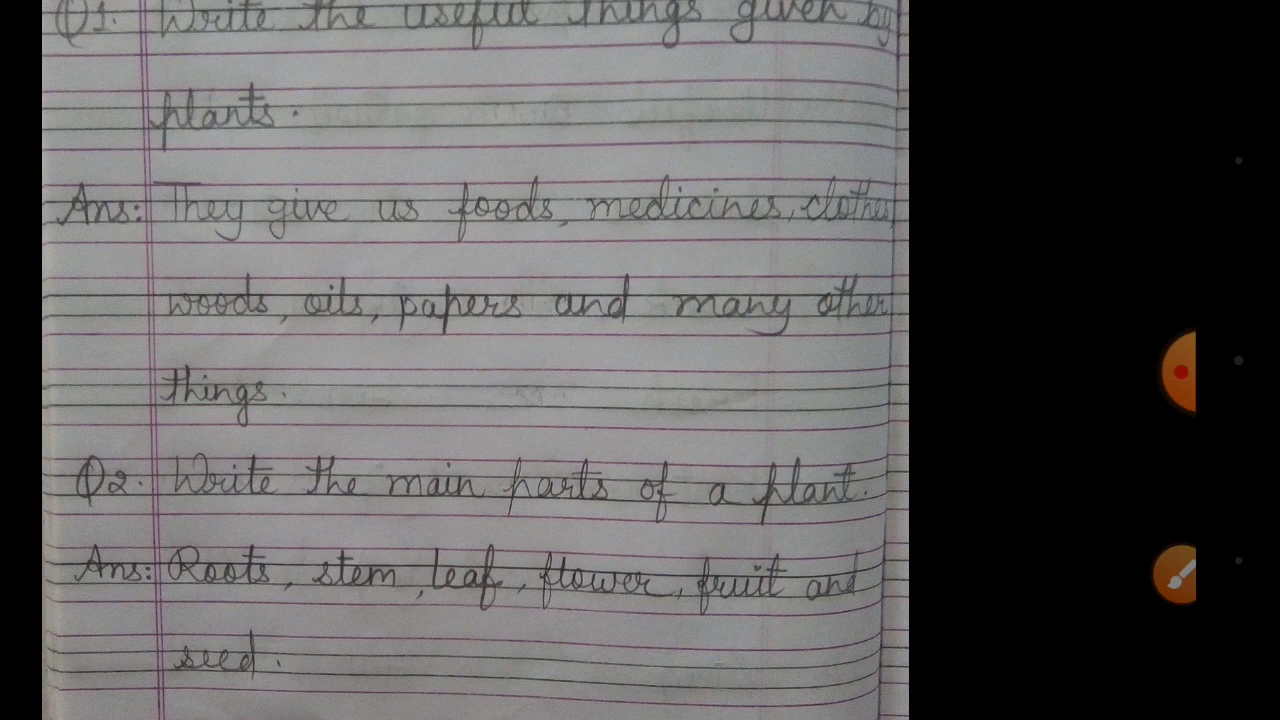 Q1. Write the useful things given by
plants.
Ans: They give us foods, medicines, clothes,
woods, oils, papers and many other
things.
Q2. Write the main parts of a plant.
Ans: Roots, stem, leaf, flower, fruit and
seed.